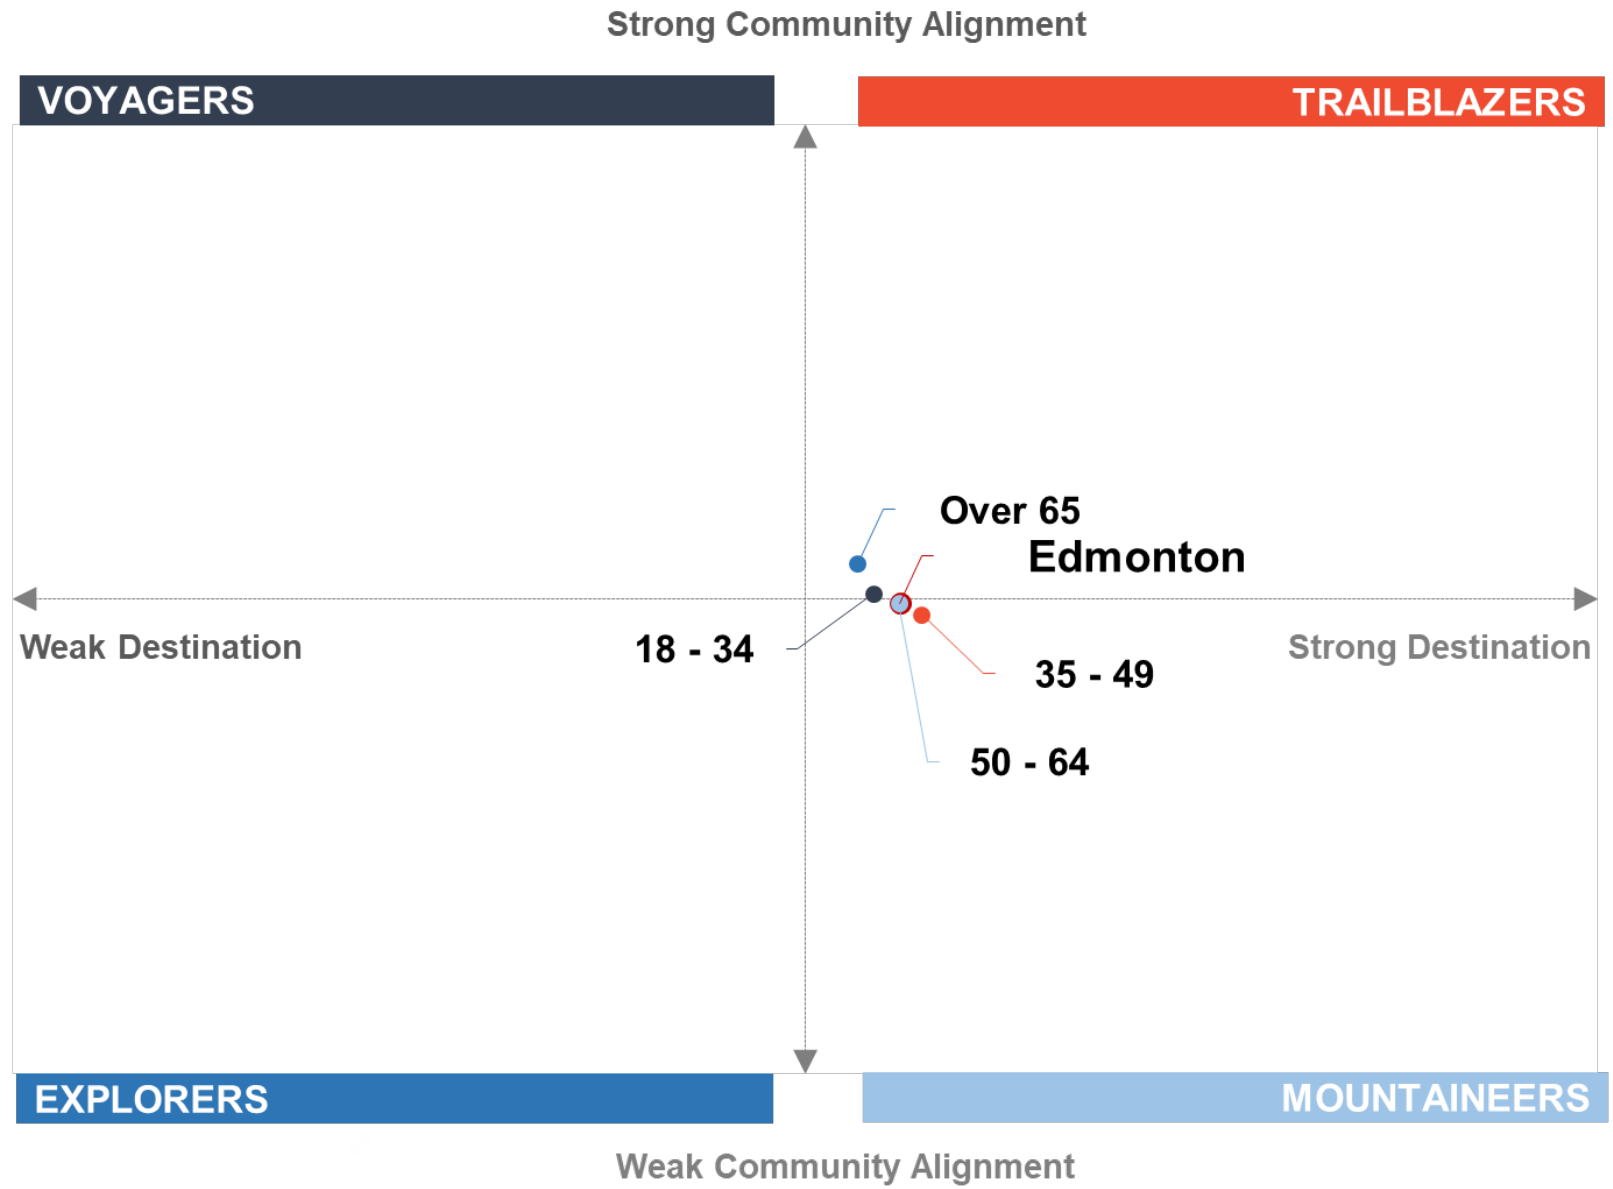 Strong Community Alignment
VOYAGERS
TRAILBLAZERS
Over 65
Edmonton
Weak Destination
18 - 34
Strong Destination
35 - 49
50 - 64
EXPLORERS
MOUNTAINEERS
Weak Community Alignment